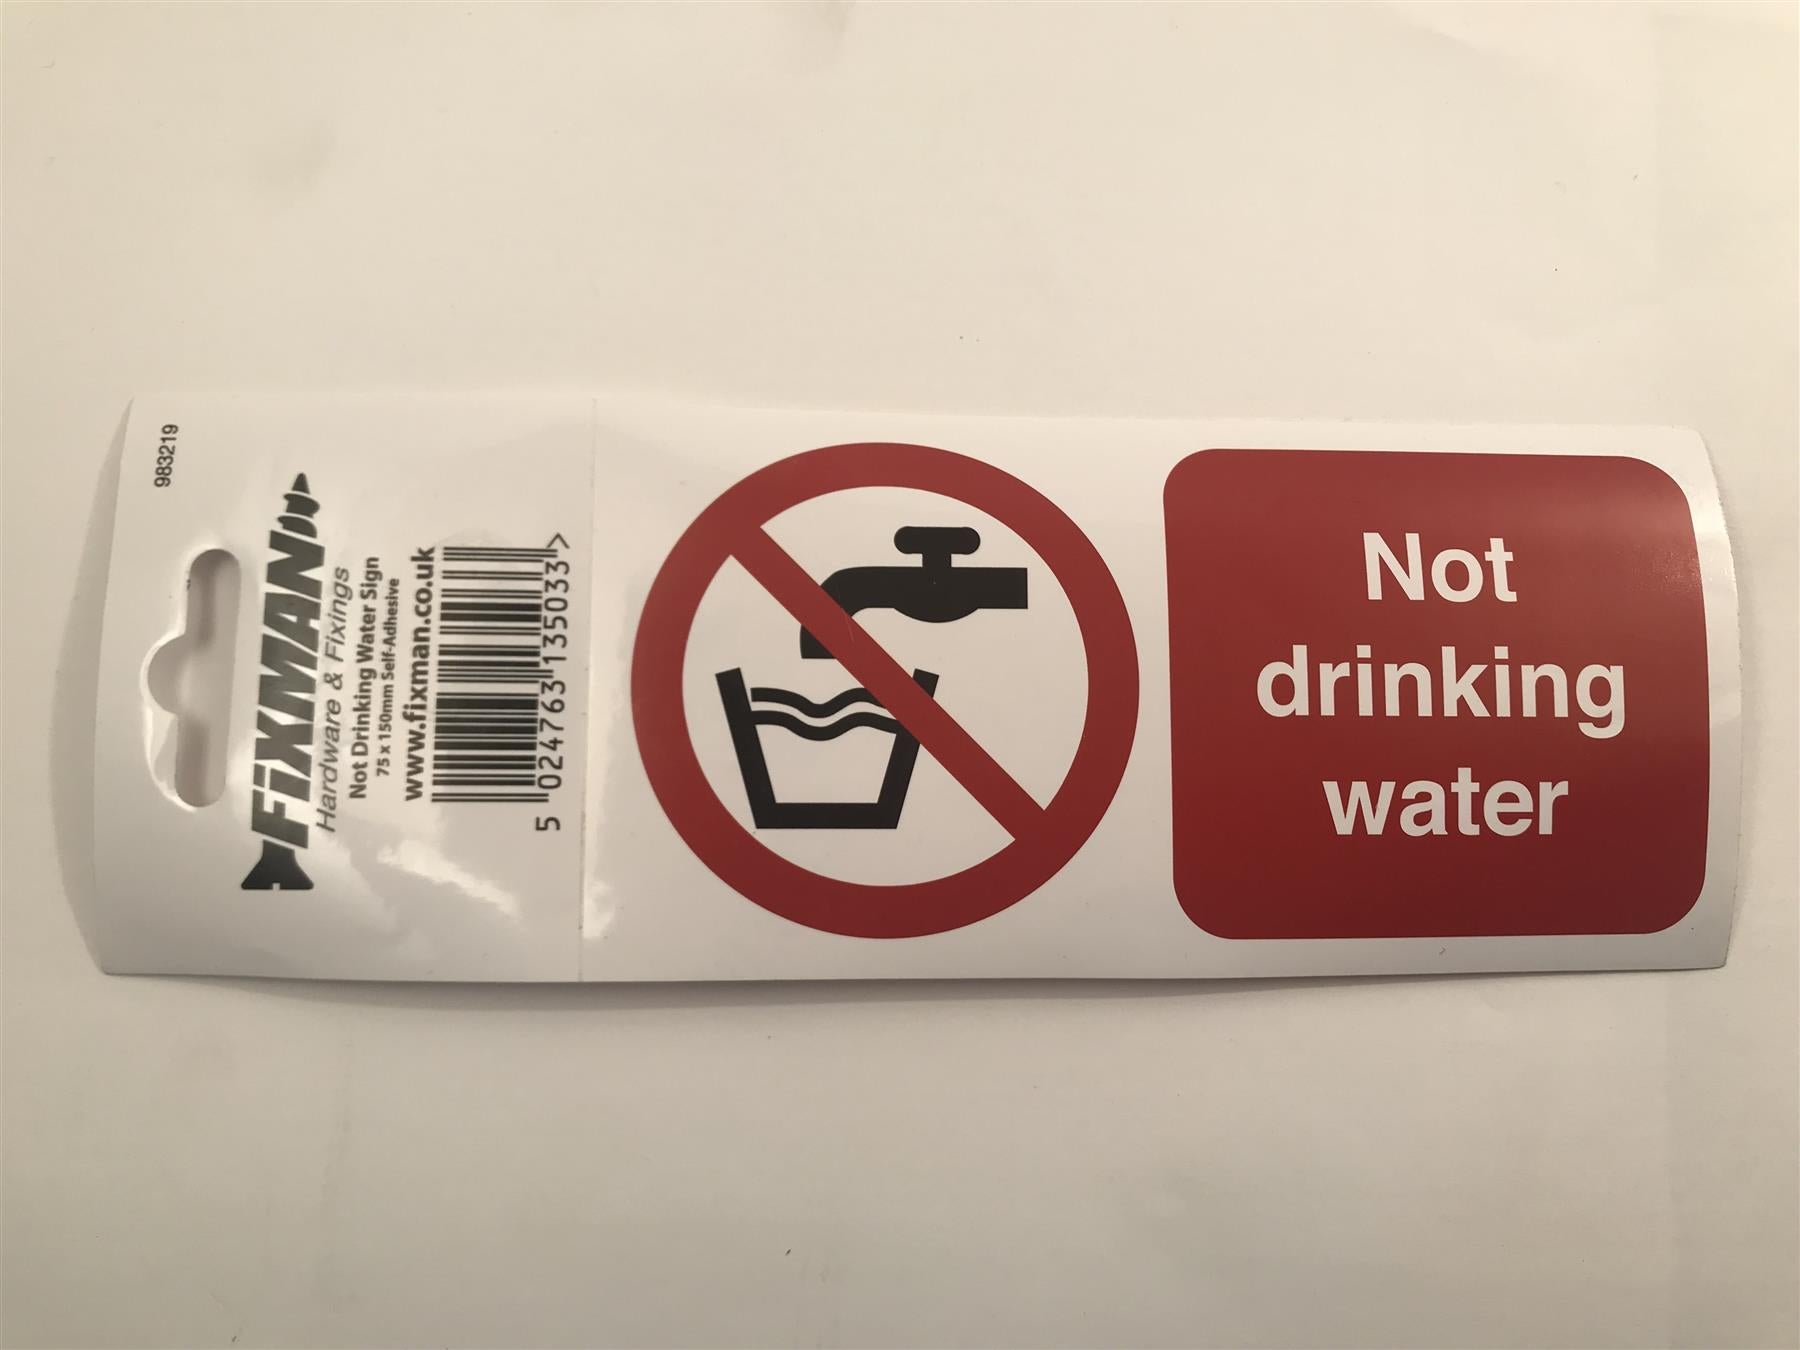 983219
FiXMAN
Hardware & Fixings
Not Drinking Water Sign
75 x 150mm Self-Adhesive
www.fixman.co.uk
5 024763 135033 >
Not
drinking
water